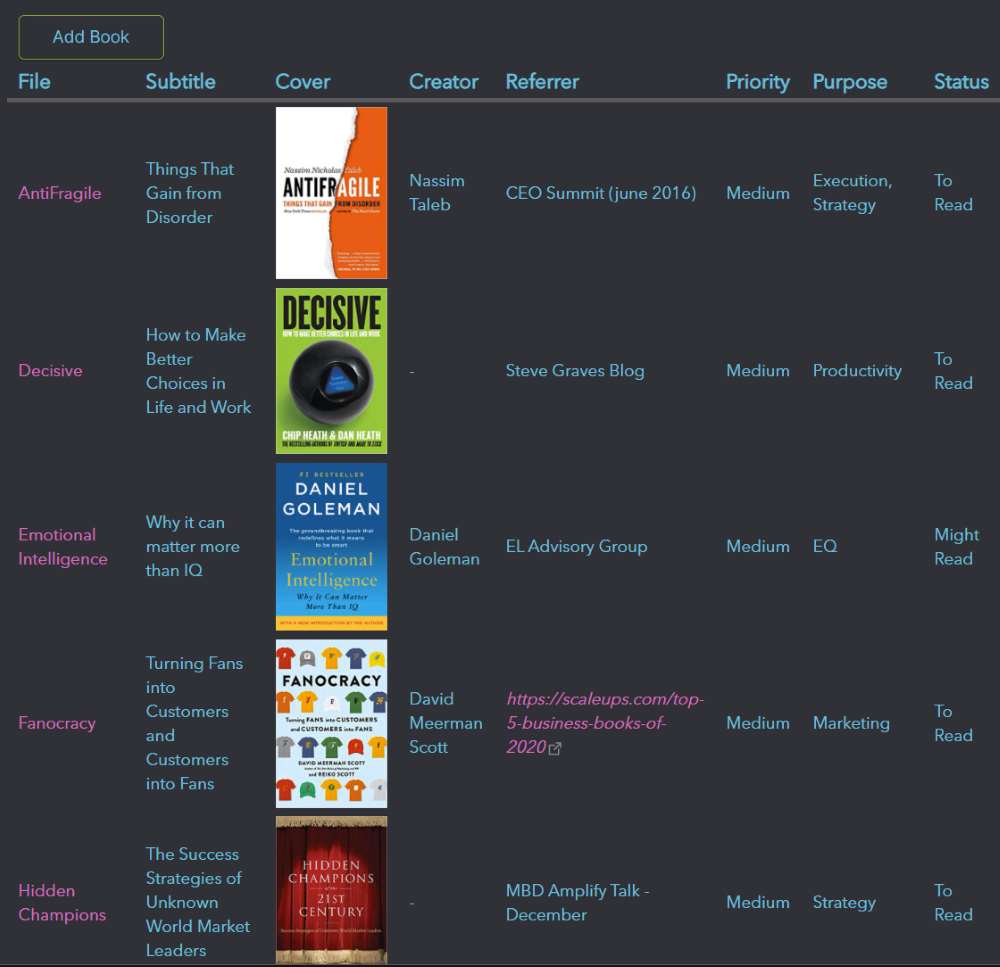 Add Book
File Subtitle Cover Creator Referrer Priority Purpose Status
AntiFragile
Things That
Gain from
Disorder
Nassim Nicholas Taleb
ANTIFRAGILE
THINGS THAT GAIN FROM DISORDER
Nassim
Taleb
CEO Summit (june 2016)
Medium
Execution,
Strategy
To
Read
Decisive
How to Make
Better
Choices in
Life and Work
DECISIVE
HOW TO MAKE BETTER CHOICES IN LIFE AND WORK
CHIP HEATH & DAN HEATH
THE BESTSELLING AUTHORS OF SWITCH AND MADE TO STICK
-
Steve Graves Blog
Medium
Productivity
To
Read
Emotional
Intelligence
Why it can
matter more
than IQ
#1 BESTSELLER
DANIEL
GOLEMAN
The groundbreaking book that
redefines what it means
to be smart
Emotional
Intelligence
Why It Can Matter
More Than IQ
WITH A NEW INTRODUCTION BY THE AUTHOR
Daniel
Goleman
EL Advisory Group
Medium
EQ
Might
Read
Fanocracy
Turning Fans
into
Customers
and
Customers
into Fans
FANOCRACY
Turning FANS into CUSTOMERS
and CUSTOMERS into FANS
DAVID MEERMAN SCOTT
and REIKO SCOTT
David
Meerman
Scott
https://scaleups.com/top-
5-business-books-of-
2020
Medium
Marketing
To
Read
Hidden
Champions
The Success
Strategies of
Unknown
World Market
Leaders
HIDDEN
CHAMPIONS
of the
21ST
CENTURY
Success Strategies of Unknown World Market Leaders
-
MBD Amplify Talk -
December
Medium
Strategy
To
Read